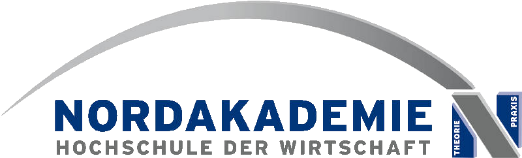 NORDAKADEMIE
HOCHSCHULE DER WIRTSCHAFT
THEORIE
PRAXIS
N